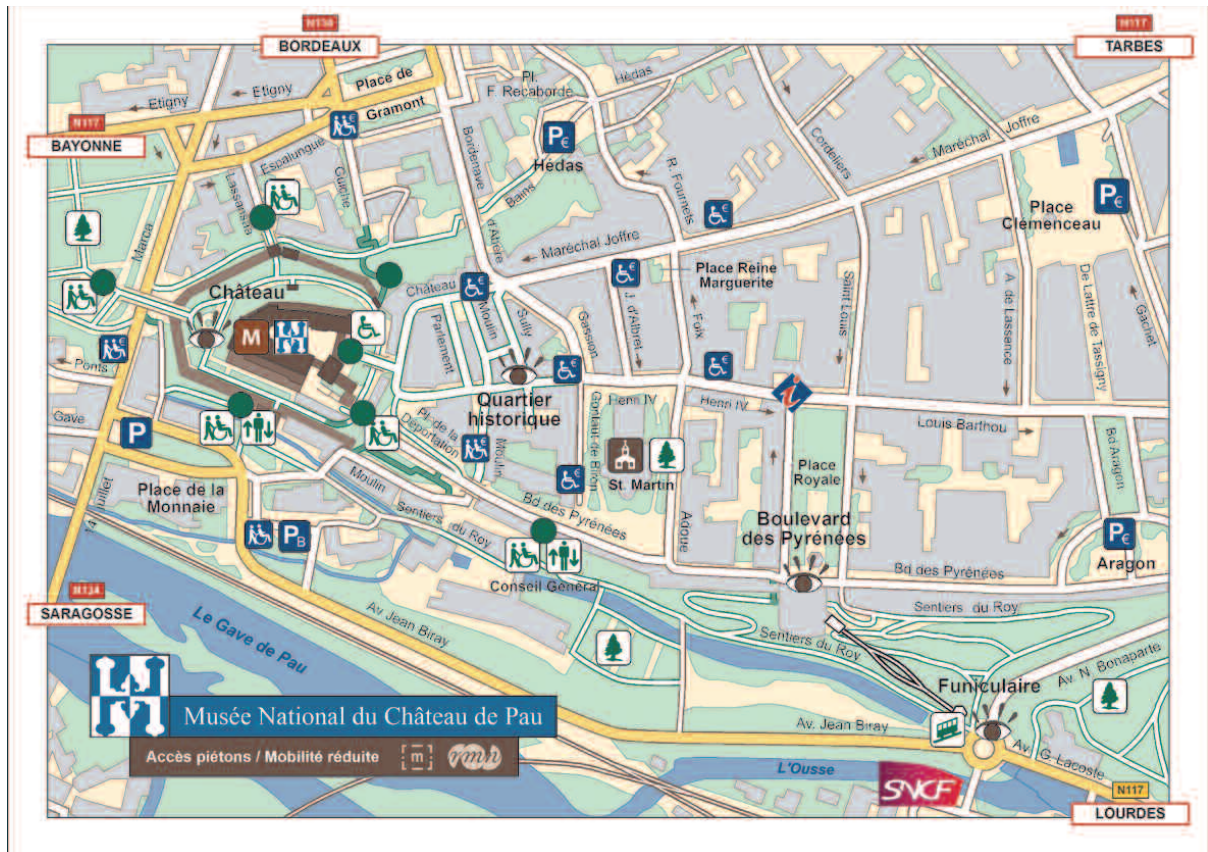 N134
BORDEAUX
N117
TARBES
N117
BAYONNE
Etigny
Etigny
Place de
Gramont
Pl.
F. Recaborde
Hédas
P€
Hédas
Bordenave
d'Abère
Bains
R. Fournets
Cordeliers
Maréchal Joffre
Place
Clémenceau
P€
Espalungue
Lassansaa
Guiche
Marca
Château
M
Maréchal Joffre
Place Reine
Marguerite
Château
Parlement
Moulin
Sully
Gassion
J. d'Albret
Foix
Saint Louis
A. de Lassence
De Lattre de Tassigny
Gachet
Ponts
Gave
P
Quartier
historique
Henri IV
Henri IV
i
Louis Barthou
Bd Aragon
Pl. de la
Déportation
Moulin
Gontaut de Biron
St. Martin
Place
Royale
Place de la
Monnaie
14 juillet
PB
Moulin
Sentiers du Roy
Bd des Pyrénées
Adoue
Boulevard
des Pyrénées
P€
Aragon
Bd des Pyrénées
Conseil Général
Sentiers du Roy
N134
SARAGOSSE
Le Gave de Pau
Av Jean Biray
Sentiers du Roy
Funiculaire
Av. N. Bonaparte
Musée National du Château de Pau
Accès piétons / Mobilité réduite
[m]
rmn
Av. Jean Biray
Av. G. Lacoste
L'Ousse
SNCF
N117
LOURDES